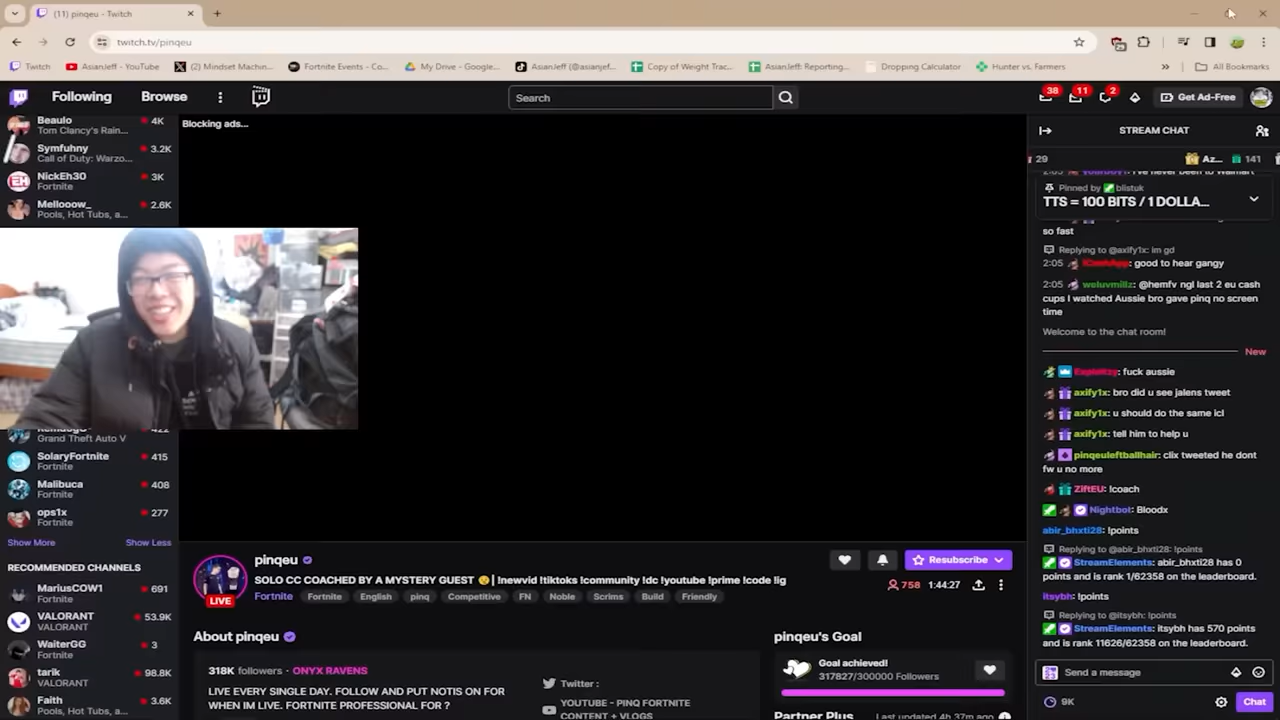 (11) pinqeu - Twitch
twitch.tv/pinqeu
Twitch
AsianJeff - YouTube
(2) Mindset Machin...
Fortnite Events - Co...
My Drive - Google...
AsianJeff (@asianjef...
Copy of Weight Trac...
AsianJeff: Reporting...
Dropping Calculator
Hunter vs. Farmers
All Bookmarks
Following
Browse
Search
38
11
2
Get Ad-Free
Beaulo
4K
Tom Clancy's Rain...
Symfuhny
3.2K
Call of Duty: Warzo...
NickEh30
3K
Fortnite
Mellooow_
2.6K
Pools, Hot Tubs, a...
Grand Theft Auto V
SolaryFortnite
415
Fortnite
Malibuca
408
Fortnite
ops1x
277
Fortnite
Show More
Show Less
RECOMMENDED CHANNELS
MariusCOW1
691
Fortnite
VALORANT
53.9K
VALORANT
WaiterGG
3
Fortnite
tarik
98.8K
VALORANT
Faith
3.6K
Pools, Hot Tubs, a...
Blocking ads...
pinqeu
Resubscribe
SOLO CC COACHED BY A MYSTERY GUEST | !newvid !tiktoks !community !dc !youtube !prime !code !ig
Fortnite
Fortnite
English
pinq
Competitive
FN
Noble
Scrims
Build
Friendly
758
1:44:27
LIVE
About pinqeu
318K followers · ONYX RAVENS
LIVE EVERY SINGLE DAY. FOLLOW AND PUT NOTIS ON FOR
WHEN IM LIVE. FORTNITE PROFESSIONAL FOR ?
Twitter :
YOUTUBE - PINQ FORTNITE
CONTENT + VLOGS
pinqeu's Goal
Goal achieved!
317827/300000 Followers
Partner Plus
Last updated 4h 37m ago
STREAM CHAT
29
Az...
141
Pinned by blistuk
TTS = 100 BITS / 1 DOLLA...
so fast
Replying to @axify1x: im gd
2:05 : good to hear gangy
2:05 weluvmillz: @hemfv ngl last 2 eu cash
cups I watched Aussie bro gave pinq no screen
time
Welcome to the chat room!
New
: fuck aussie
axify1x: bro did u see jalens tweet
axify1x: u should do the same icl
axify1x: tell him to help u
pinqeuleftballhair: clix tweeted he dont
fw u no more
ZiftEU: !coach
Nightbot: Bloodx
abir_bhxti28: !points
Replying to @abir_bhxti28: !points
StreamElements: abir_bhxti28 has 0
points and is rank 1/62358 on the leaderboard.
itsybh: !points
Replying to @itsybh: !points
StreamElements: itsybh has 570 points
and is rank 11626/62358 on the leaderboard.
Send a message
9K
Chat